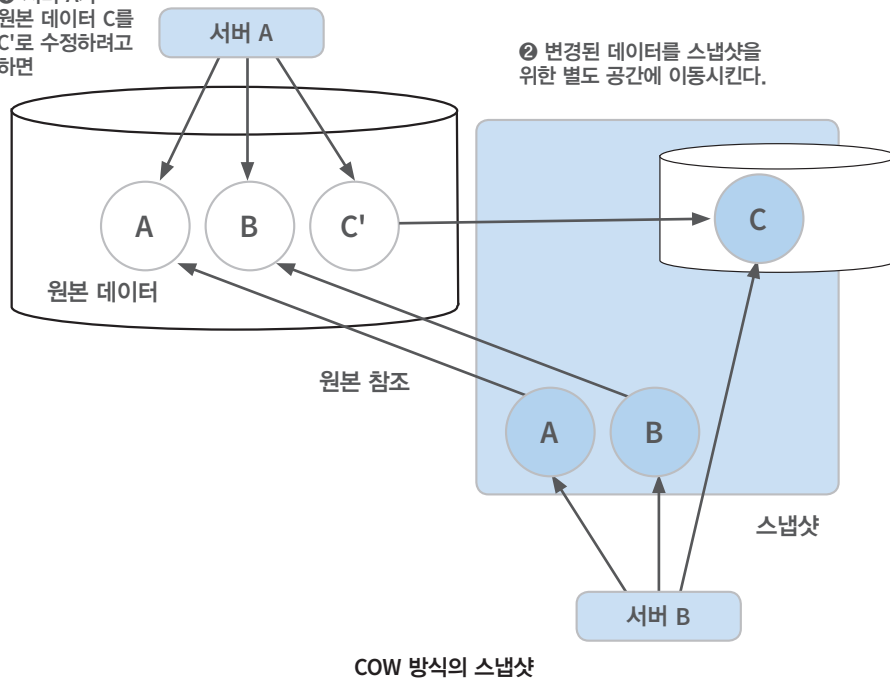 원본 데이터 C를
C'로 수정하려고
하면
서버 A
❷ 변경된 데이터를 스냅샷을
위한 별도 공간에 이동시킨다.
A
B
C'
C
원본 데이터
원본 참조
A
B
스냅샷
서버 B
COW 방식의 스냅샷